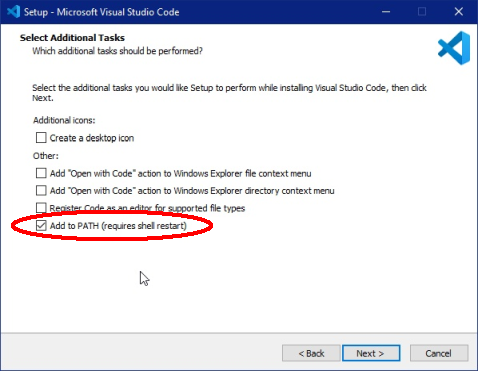 Setup - Microsoft Visual Studio Code
Select Additional Tasks
Which additional tasks should be performed?
Select the additional tasks you would like Setup to perform while installing Visual Studio Code, then click
Next.
Additional icons:
Create a desktop icon
Other:
Add "Open with Code" action to Windows Explorer file context menu
Add "Open with Code" action to Windows Explorer directory context menu
Register Code as an editor for supported file types
Add to PATH (requires shell restart)
< Back Next > Cancel